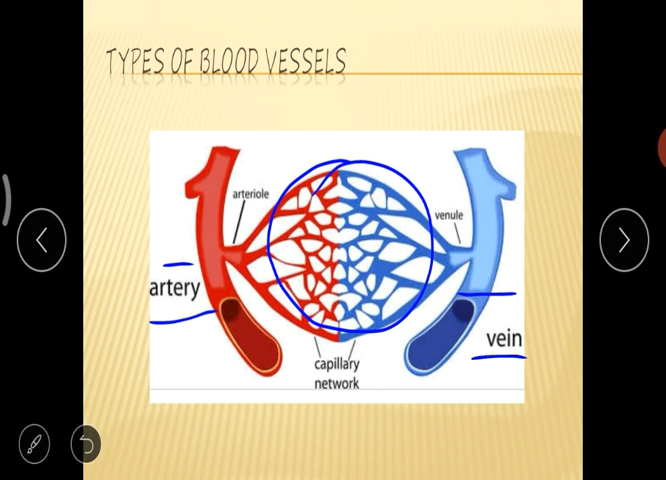 TYPES OF BLOOD VESSELS
arteriole
venule
artery
vein
capillary
network